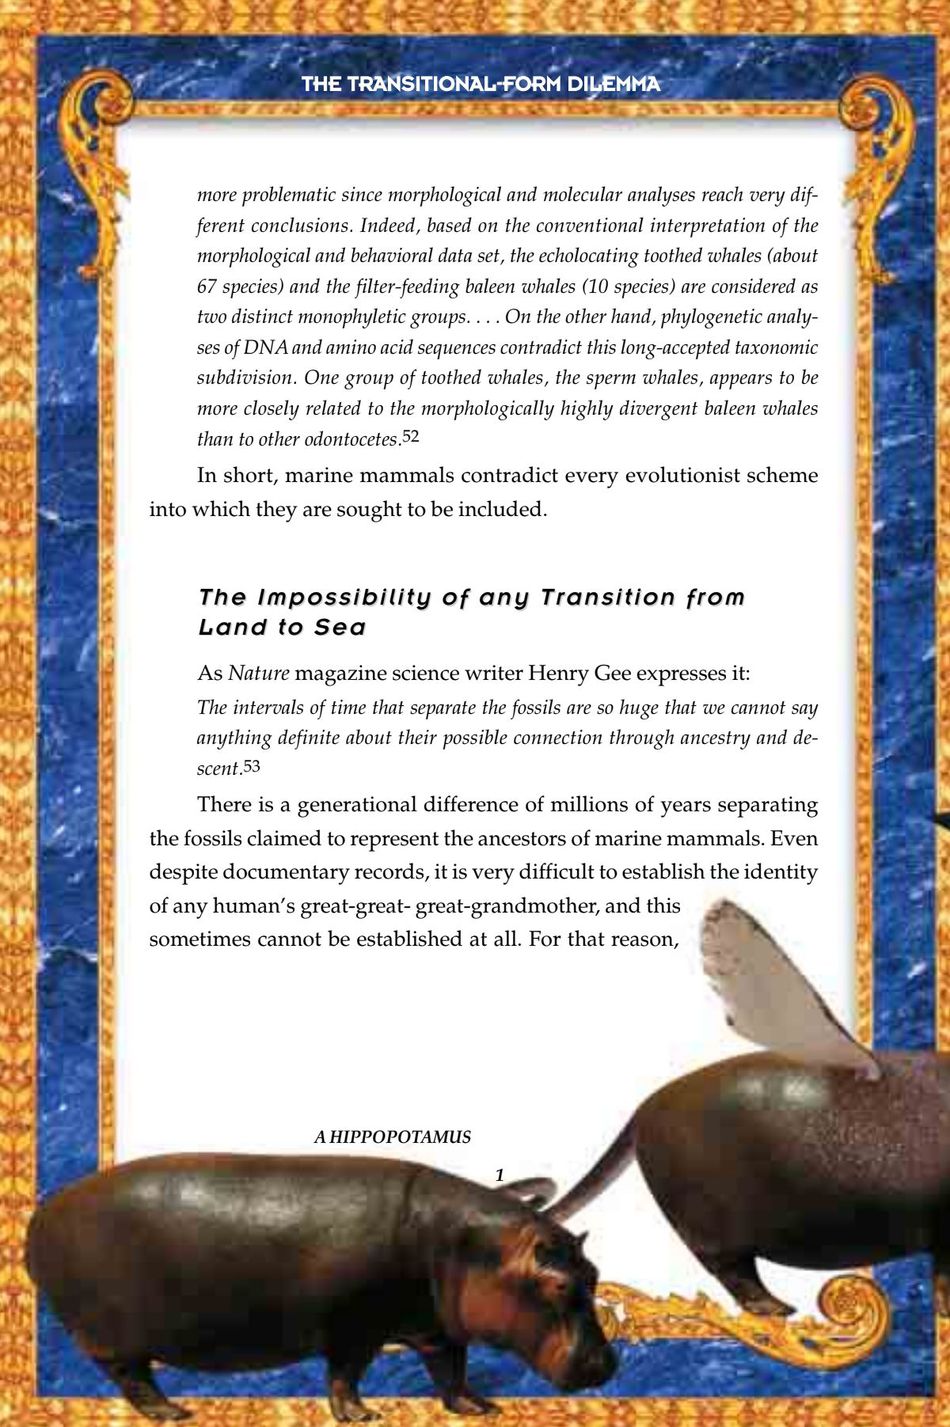 THE TRANSITIONAL-FORM DILEMMA
more problematic since morphological and molecular analyses reach very dif-
ferent conclusions. Indeed, based on the conventional interpretation of the
morphological and behavioral data set, the echolocating toothed whales (about
67 species) and the filter-feeding baleen whales (10 species) are considered as
two distinct monophyletic groups. . . . On the other hand, phylogenetic analy-
ses of DNA and amino acid sequences contradict this long-accepted taxonomic
subdivision. One group of toothed whales, the sperm whales, appears to be
more closely related to the morphologically highly divergent baleen whales
than to other odontocetes.52
In short, marine mammals contradict every evolutionist scheme
into which they are sought to be included.
The Impossibility of any Transition from
Land to Sea
As Nature magazine science writer Henry Gee expresses it:
The intervals of time that separate the fossils are so huge that we cannot say
anything definite about their possible connection through ancestry and de-
scent.53
There is a generational difference of millions of years separating
the fossils claimed to represent the ancestors of marine mammals. Even
despite documentary records, it is very difficult to establish the identity
of any human's great-great- great-grandmother, and this
sometimes cannot be established at all. For that reason,
A HIPPOPOTAMUS
1